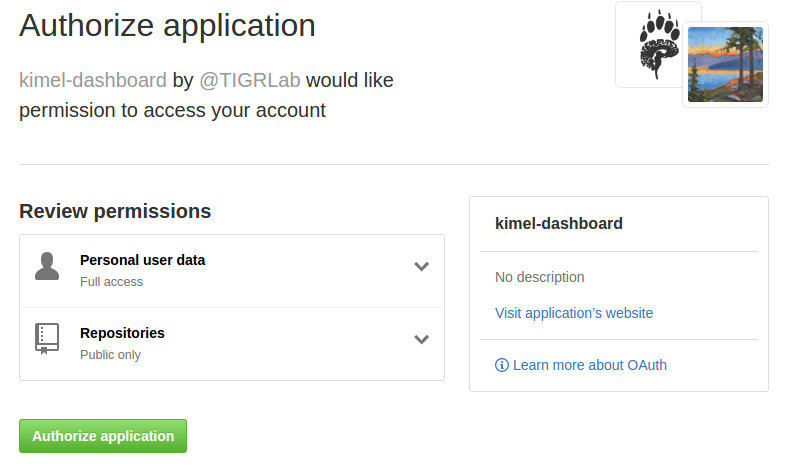 Authorize application
kimel-dashboard by @TIGRLab would like
permission to access your account
Review permissions
Personal user data
Full access
Repositories
Public only
Authorize application
kimel-dashboard
No description
Visit application's website
Learn more about OAuth